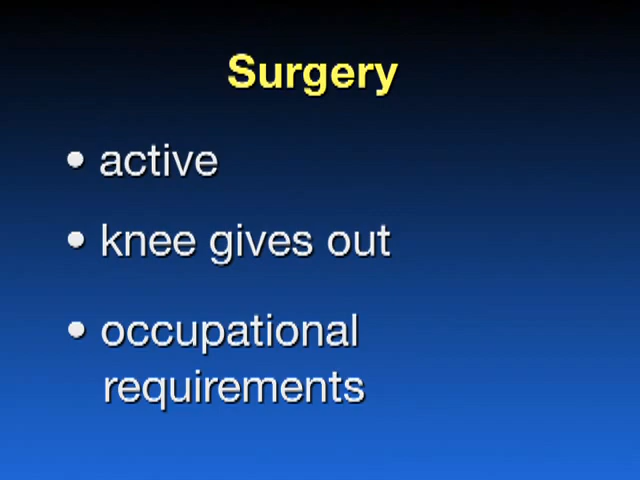 Surgery
• active
• knee gives out
• occupational
requirements